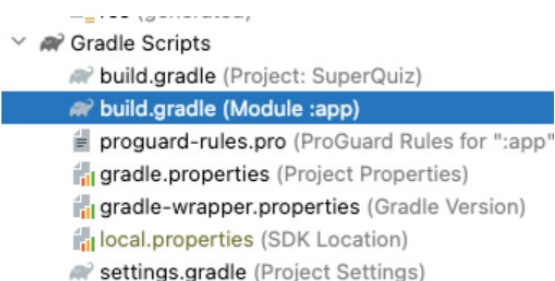 Gradle Scripts
build.gradle (Project: SuperQuiz)
build.gradle (Module :app)
proguard-rules.pro (ProGuard Rules for ":app"
gradle.properties (Project Properties)
gradle-wrapper.properties (Gradle Version)
local.properties (SDK Location)
settings.gradle (Project Settings)